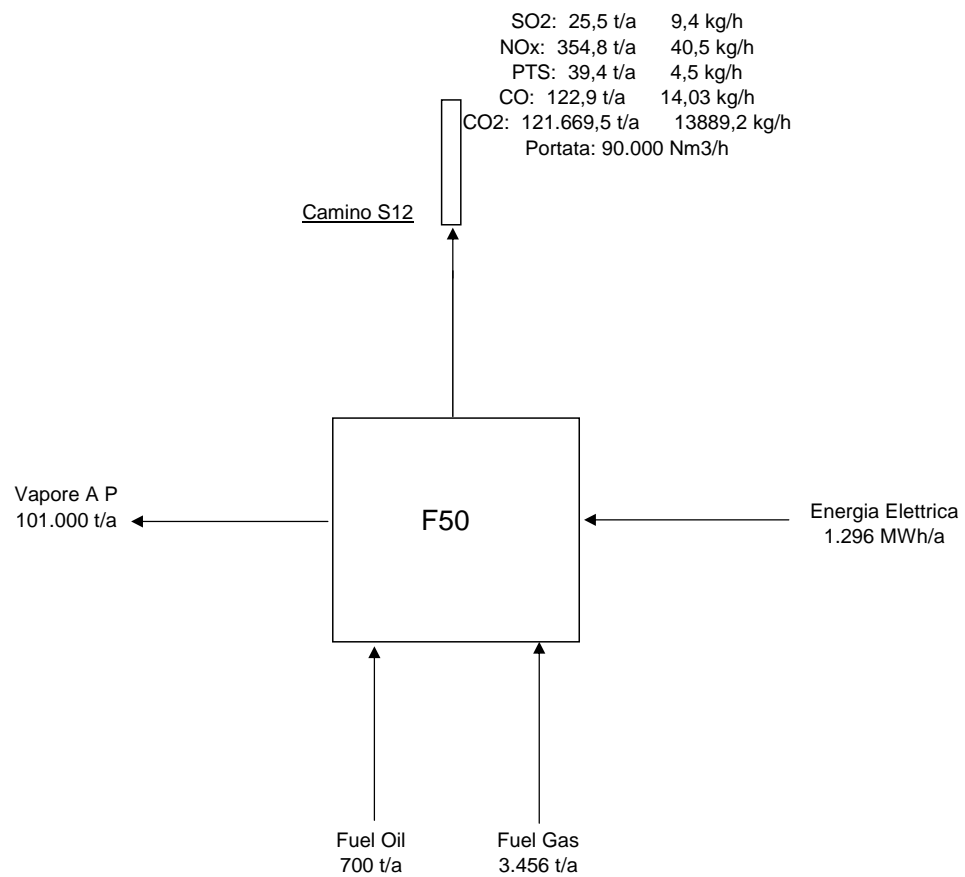 SO2: 25,5 t/a 9,4 kg/h
NOx: 354,8 t/a 40,5 kg/h
PTS: 39,4 t/a 4,5 kg/h
CO: 122,9 t/a 14,03 kg/h
CO2: 121.669,5 t/a 13889,2 kg/h
Portata: 90.000 Nm3/h
Camino S12
Vapore A P
101.000 t/a
F50
Energia Elettrica
1.296 MWh/a
Fuel Oil
700 t/a
Fuel Gas
3.456 t/a